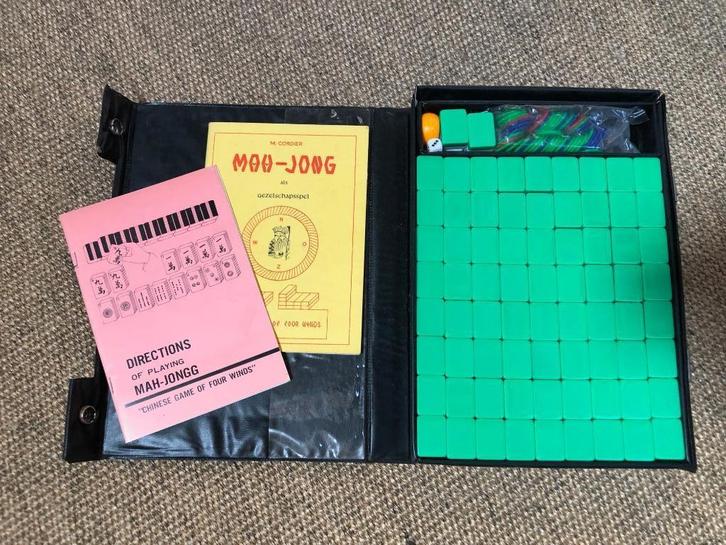 M. CORDIER
MAH-JONG
als
gezelschapsspel
N
W O
Z
OF FOUR WINDS
DIRECTIONS
OF PLAYING
MAH-JONGG
"CHINESE GAME OF FOUR WINDS"